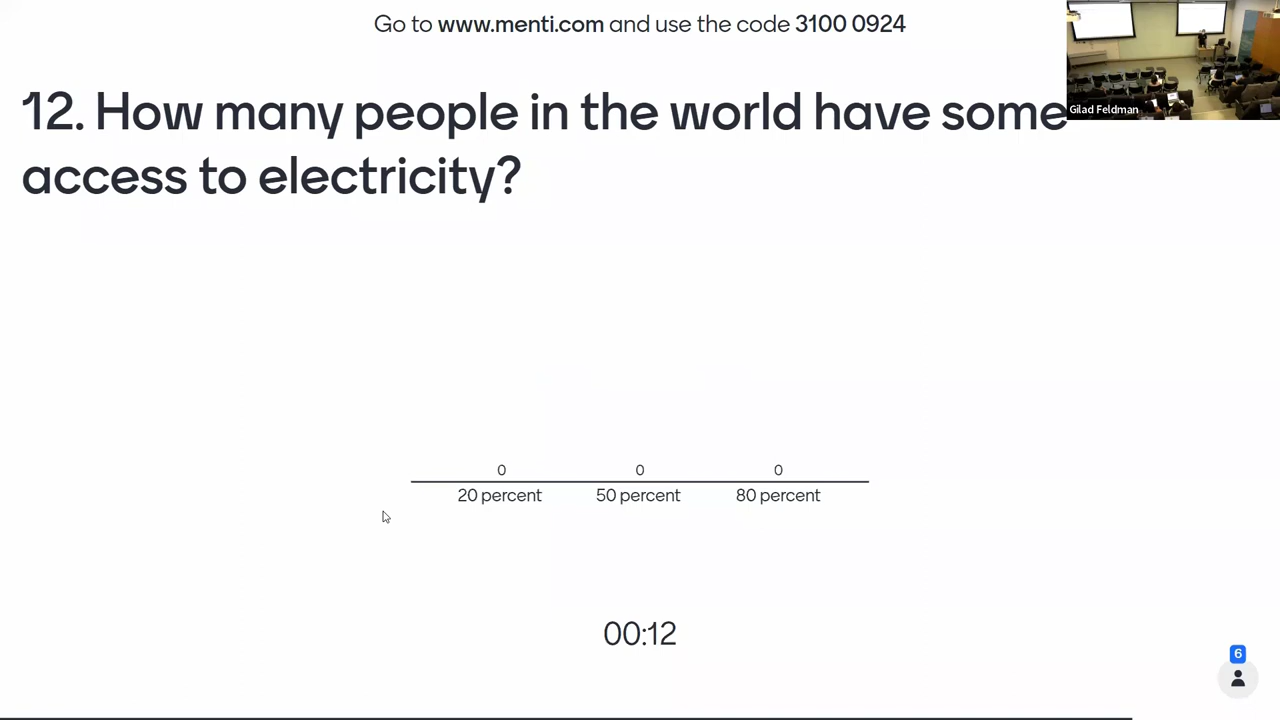 Go to www.menti.com and use the code 3100 0924
12. How many people in the world have some
access to electricity?
Gilad Feldman
0
0
0
20 percent
50 percent
80 percent
00:12
6